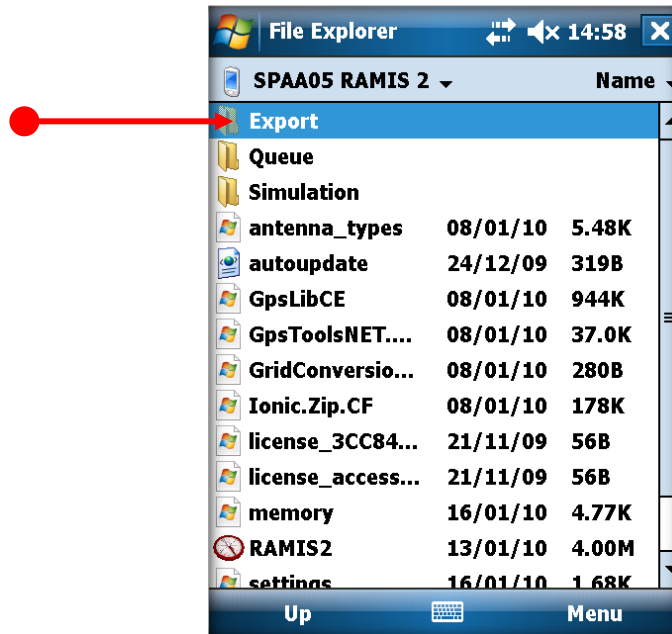 File Explorer 14:58
SPAA05 RAMIS 2 Name
Export
Queue
Simulation
antenna_types 08/01/10 5.48K
autoupdate 24/12/09 319B
GpsLibCE 08/01/10 944K
GpsToolsNET.... 08/01/10 37.0K
GridConversio... 08/01/10 280B
Ionic.Zip.CF 08/01/10 178K
license_3CC84... 21/11/09 56B
license_access... 21/11/09 56B
memory 16/01/10 4.77K
RAMIS2 13/01/10 4.00M
settings 16/01/10 1.68K
Up Menu